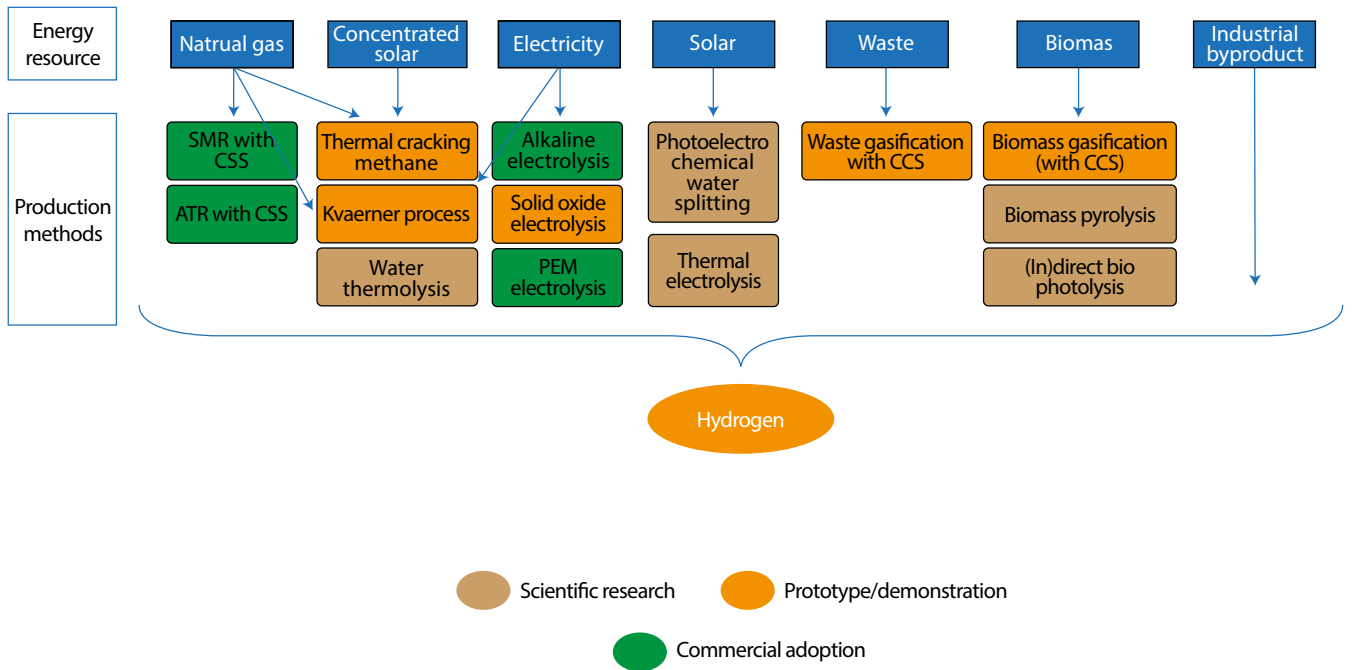 Energy
resource
Natrual gas
Concentrated
solar
Electricity
Solar
Waste
Biomas
Industrial
byproduct
Production
methods
SMR with
CSS
ATR with CSS
Thermal cracking
methane
Kvaerner process
Water
thermolysis
Alkaline
electrolysis
Solid oxide
electrolysis
PEM
electrolysis
Photoelectro
chemical
water
splitting
Thermal
electrolysis
Waste gasification
with CCS
Biomass gasification
(with CCS)
Biomass pyrolysis
(In)direct bio
photolysis
Hydrogen
Scientific research
Prototype/demonstration
Commercial adoption